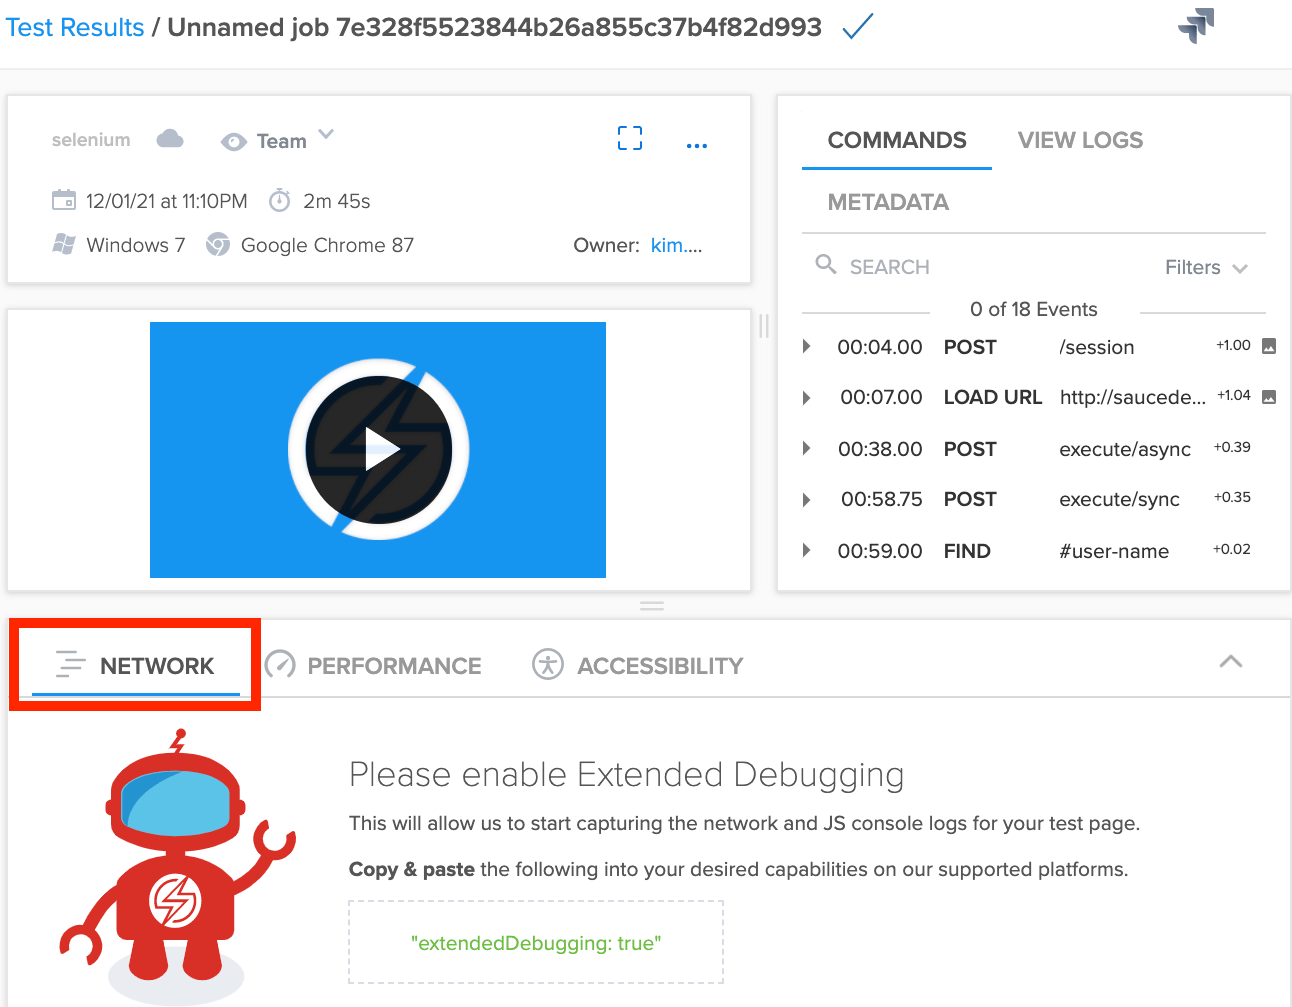 Test Results / Unnamed job 7e328f5523844b26a855c37b4f82d993
selenium Team
12/01/21 at 11:10PM 2m 45s
Windows 7 Google Chrome 87 Owner: kim....
COMMANDS VIEW LOGS
METADATA
SEARCH Filters
0 of 18 Events
00:04.00 POST /session +1.00
00:07.00 LOAD URL http://saucede... +1.04
00:38.00 POST execute/async +0.39
00:58.75 POST execute/sync +0.35
00:59.00 FIND #user-name +0.02
NETWORK PERFORMANCE ACCESSIBILITY
Please enable Extended Debugging
This will allow us to start capturing the network and JS console logs for your test page.
Copy & paste the following into your desired capabilities on our supported platforms.
"extendedDebugging: true"